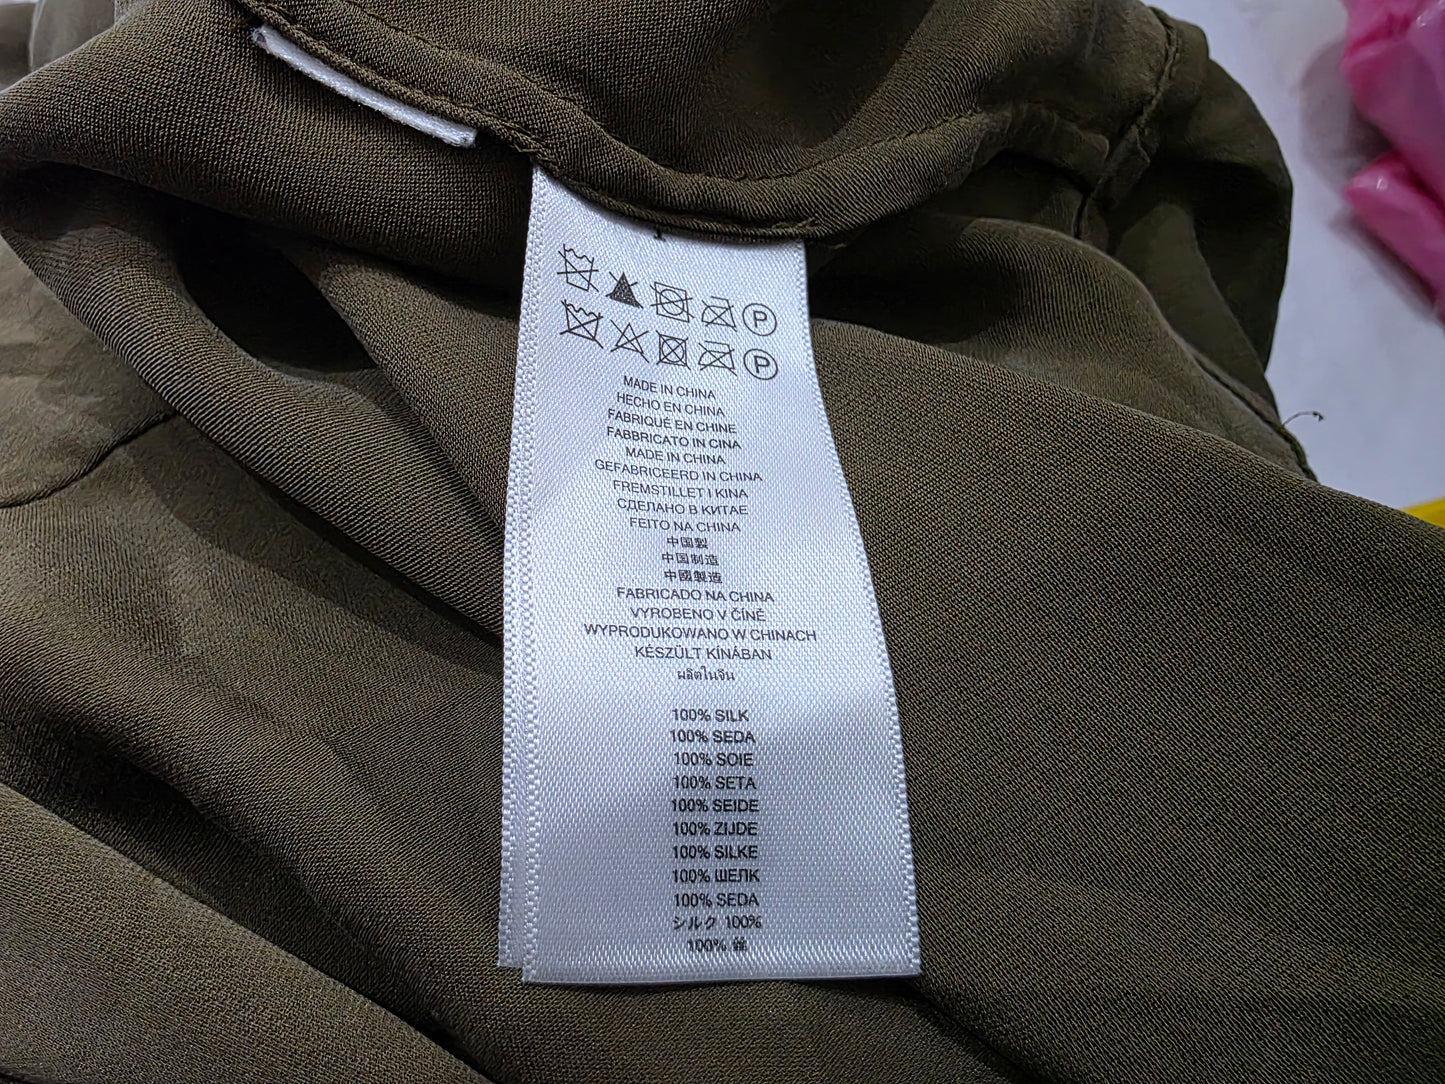 P
P
MADE IN CHINA
HECHO EN CHINA
FABRIQUÉ EN CHINE
FABBRICATO IN CINA
MADE IN CHINA
GEFABRICEERD IN CHINA
FREMSTILLET I KINA
СДЕЛАНО В КИТАЕ
FEITO NA CHINA
中国製
中国制造
中國製造
FABRICADO NA CHINA
VYROBENO V ČÍNĚ
WYPRODUKOWANO W CHINACH
KÉSZÜLT KÍNÁBAN
ผลิตในจีน
100% SILK
100% SEDA
100% SOIE
100% SETA
100% SEIDE
100% ZIJDE
100% SILKE
100% ШЕЛК
100% SEDA
シルク 100%
100%